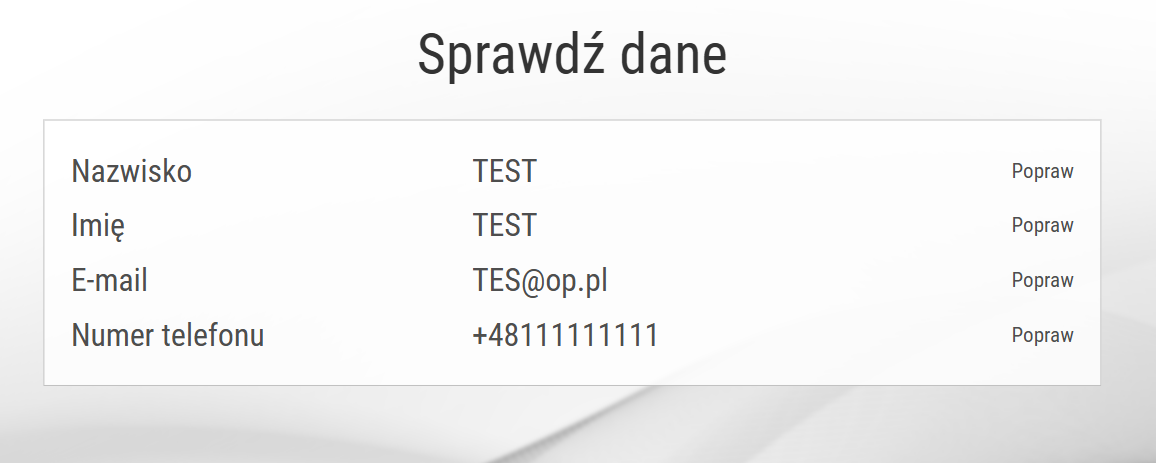 Sprawdź dane
Nazwisko TEST Popraw
Imię TEST Popraw
E-mail TES@op.pl Popraw
Numer telefonu +48111111111 Popraw